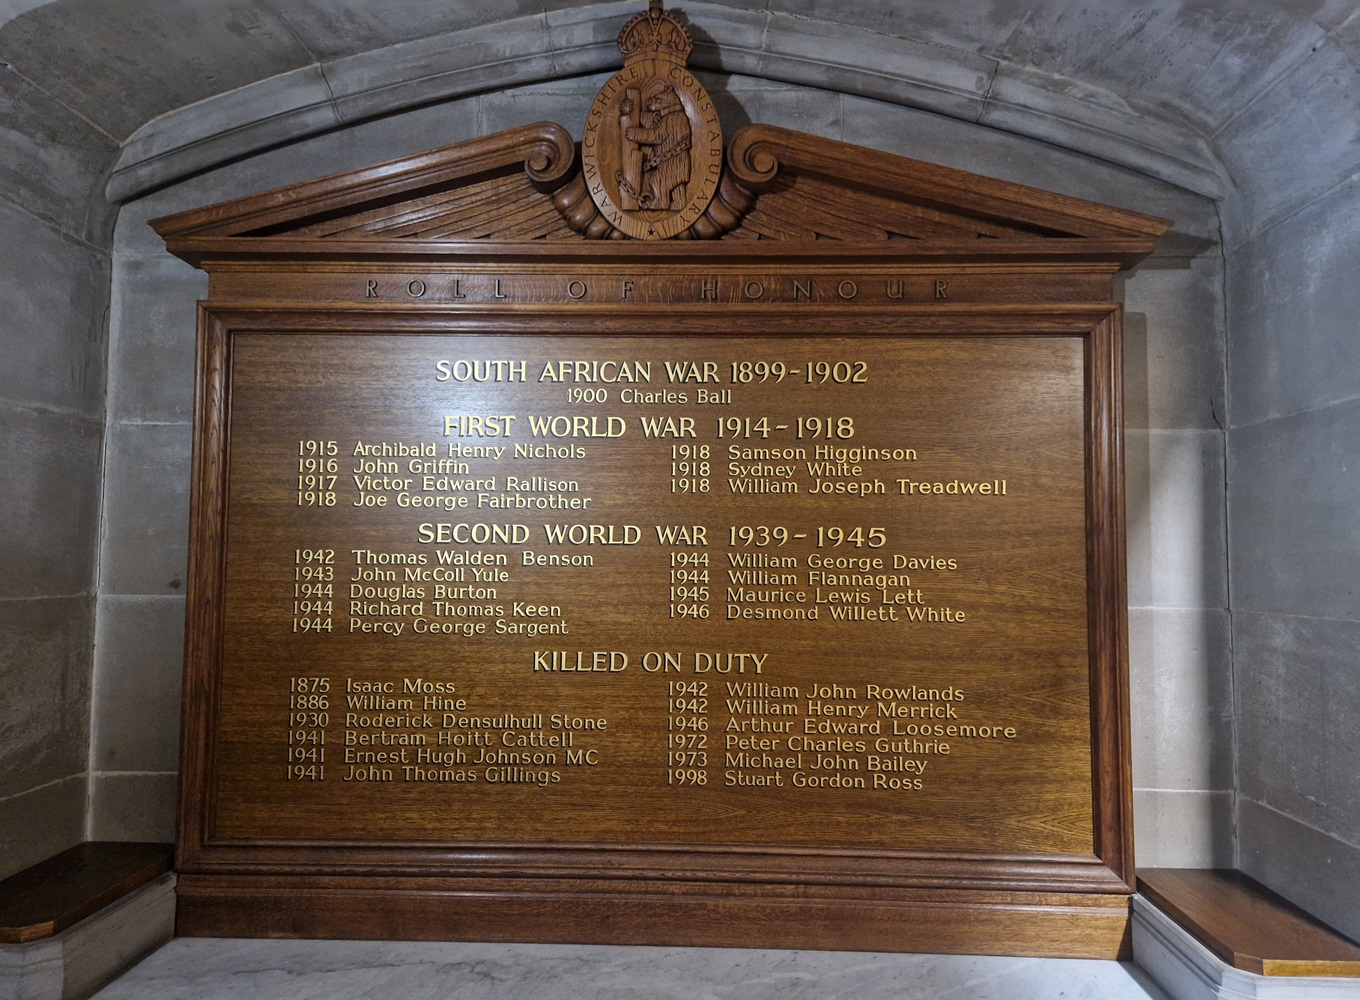 WARWICKSHIRE CONSTABULARY
ROLL OF HONOUR
SOUTH AFRICAN WAR 1899-1902
1900 Charles Ball
FIRST WORLD WAR 1914-1918
1915 Archibald Henry Nichols
1916 John Griffin
1917 Victor Edward Rallison
1918 Joe George Fairbrother
1918 Samson Higginson
1918 Sydney White
1918 William Joseph Treadwell
SECOND WORLD WAR 1939-1945
1942 Thomas Walden Benson
1943 John McColl Yule
1944 Douglas Burton
1944 Richard Thomas Keen
1944 Percy George Sargent
1944 William George Davies
1944 William Flannagan
1945 Maurice Lewis Lett
1946 Desmond Willett White
KILLED ON DUTY
1875 Isaac Moss
1886 William Hine
1930 Roderick Densulhull Stone
1941 Bertram Hoitt Cattell
1941 Ernest Hugh Johnson MC
1941 John Thomas Gillings
1942 William John Rowlands
1942 William Henry Merrick
1946 Arthur Edward Loosemore
1972 Peter Charles Guthrie
1973 Michael John Bailey
1998 Stuart Gordon Ross